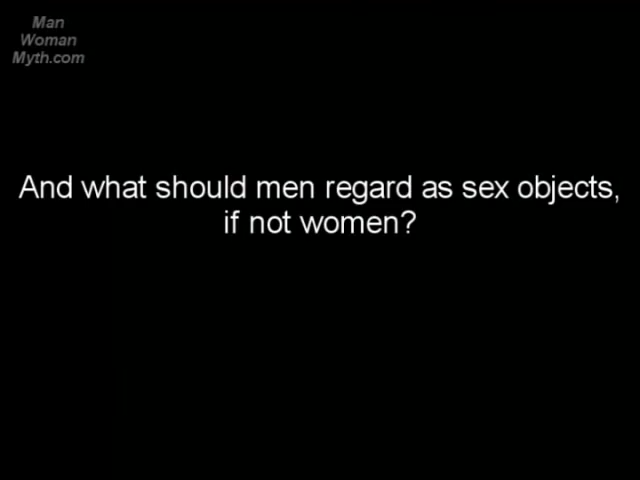 Man
Woman
Myth.com
And what should men regard as sex objects,
if not women?